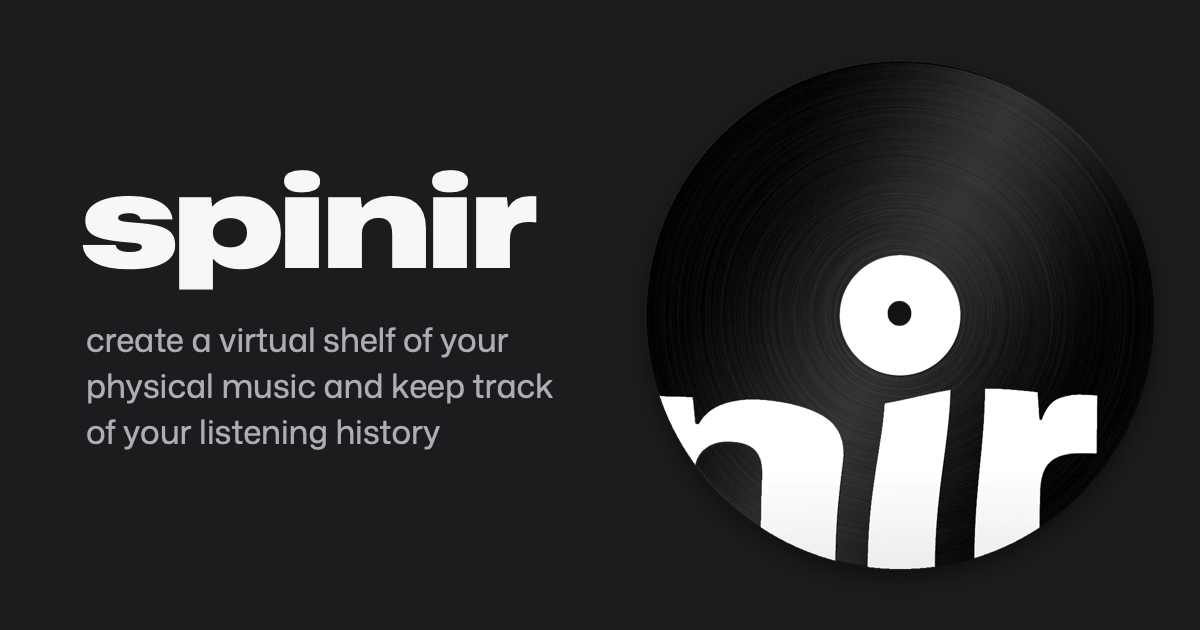 spinir
create a virtual shelf of your
physical music and keep track
of your listening history
nir